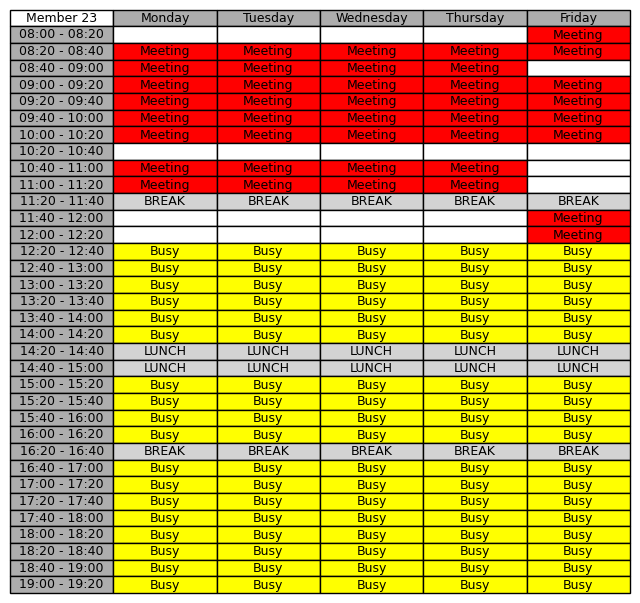 Member 23 Monday Tuesday Wednesday Thursday Friday
08:00 - 08:20 Meeting
08:20 - 08:40 Meeting Meeting Meeting Meeting Meeting
08:40 - 09:00 Meeting Meeting Meeting Meeting
09:00 - 09:20 Meeting Meeting Meeting Meeting Meeting
09:20 - 09:40 Meeting Meeting Meeting Meeting Meeting
09:40 - 10:00 Meeting Meeting Meeting Meeting Meeting
10:00 - 10:20 Meeting Meeting Meeting Meeting Meeting
10:20 - 10:40
10:40 - 11:00 Meeting Meeting Meeting Meeting
11:00 - 11:20 Meeting Meeting Meeting Meeting
11:20 - 11:40 BREAK BREAK BREAK BREAK BREAK
11:40 - 12:00 Meeting
12:00 - 12:20 Meeting
12:20 - 12:40 Busy Busy Busy Busy Busy
12:40 - 13:00 Busy Busy Busy Busy Busy
13:00 - 13:20 Busy Busy Busy Busy Busy
13:20 - 13:40 Busy Busy Busy Busy Busy
13:40 - 14:00 Busy Busy Busy Busy Busy
14:00 - 14:20 Busy Busy Busy Busy Busy
14:20 - 14:40 LUNCH LUNCH LUNCH LUNCH LUNCH
14:40 - 15:00 LUNCH LUNCH LUNCH LUNCH LUNCH
15:00 - 15:20 Busy Busy Busy Busy Busy
15:20 - 15:40 Busy Busy Busy Busy Busy
15:40 - 16:00 Busy Busy Busy Busy Busy
16:00 - 16:20 Busy Busy Busy Busy Busy
16:20 - 16:40 BREAK BREAK BREAK BREAK BREAK
16:40 - 17:00 Busy Busy Busy Busy Busy
17:00 - 17:20 Busy Busy Busy Busy Busy
17:20 - 17:40 Busy Busy Busy Busy Busy
17:40 - 18:00 Busy Busy Busy Busy Busy
18:00 - 18:20 Busy Busy Busy Busy Busy
18:20 - 18:40 Busy Busy Busy Busy Busy
18:40 - 19:00 Busy Busy Busy Busy Busy
19:00 - 19:20 Busy Busy Busy Busy Busy